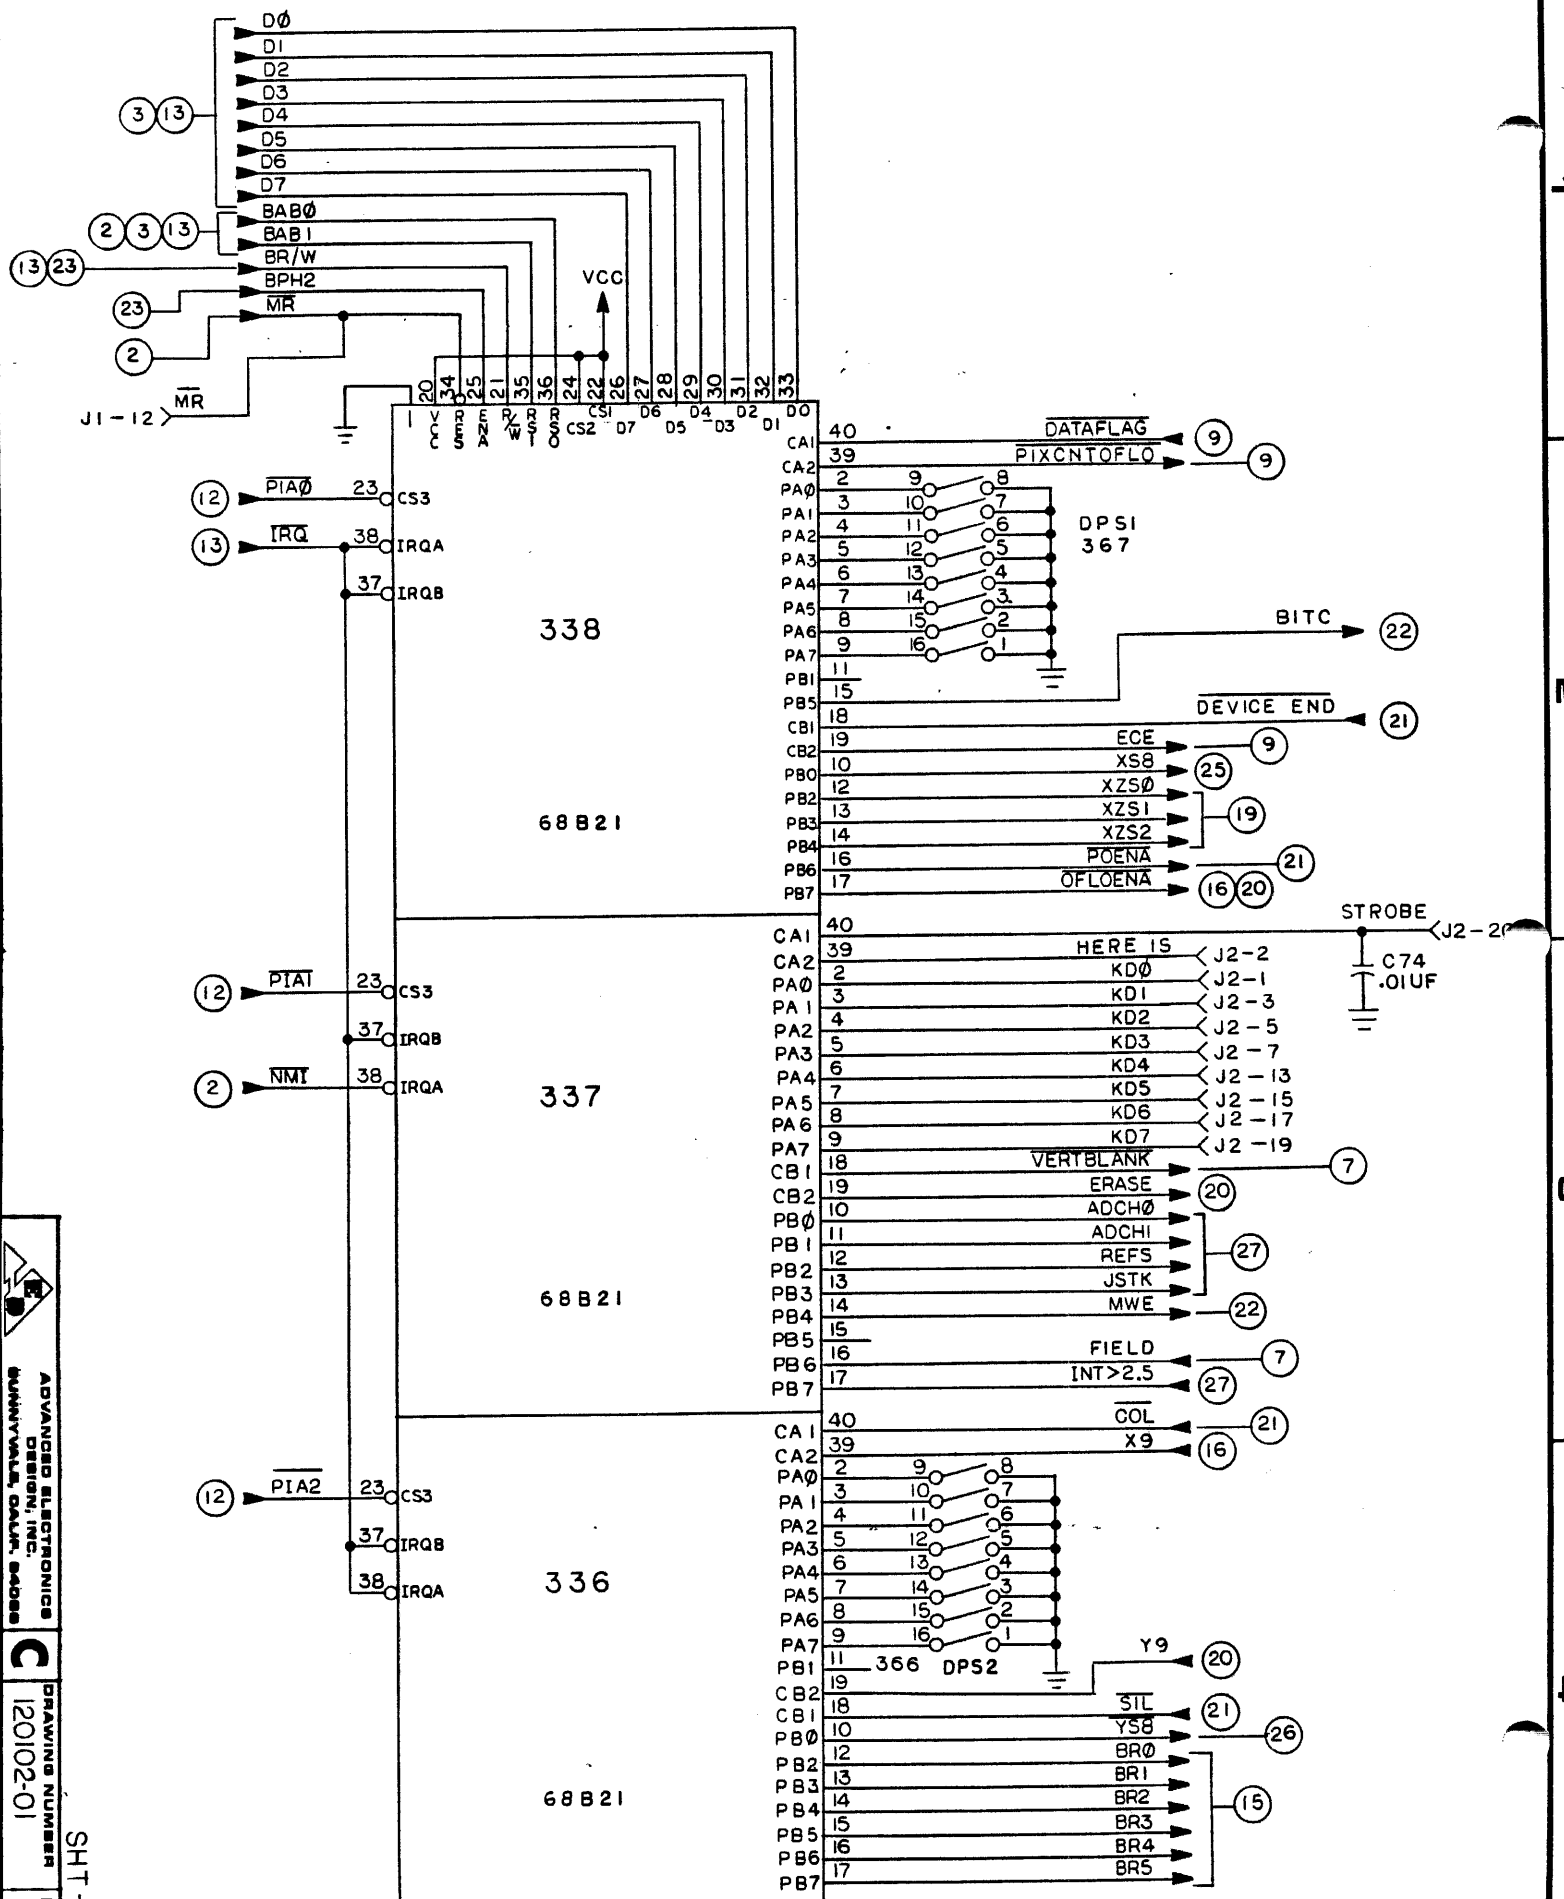 DØ
D1
D2
D3
D4
D5
D6
D7
3 13
BABØ
BAB1
2 3 13
BR/W
13 23
BPH2
23
MR
2
MR
J1-12
VCC
20 34 25 21 35 36 24 22 26 27 28 29 30 31 32 33
1 VCC RES ENA R/W RS1 RSO CS2 CS1 D7 D6 D5 D4 D3 D2 D1 DO
CA1 40 DATAFLAG 9
CA2 39 PIXCNTOFLO 9
12 PIAØ 23 CS3
PAØ 2 9 8
PA1 3 10 7
13 IRQ 38 IRQA
PA2 4 11 6
DPS1
367
PA3 5 12 5
37 IRQB
PA4 6 13 4
PA5 7 14 3
338
PA6 8 15 2
PA7 9 16 1
BITC 22
PB1 11
PB5 15
CB1 18 DEVICE END 21
CB2 19 ECE 9
PBO 10 XS8 25
PB2 12 XZSØ
68B21
PB3 13 XZS1
19
PB4 14 XZS2
PB6 16 POENA 21
PB7 17 OFLOENA 16 20
CA1 40 STROBE
CA2 39 HERE IS J2-2
C74
.01UF
12 PIA1 23 CS3
PAØ 2 KDØ J2-1
PA1 3 KD1 J2-3
PA2 4 KD2 J2-5
37 IRQB
PA3 5 KD3 J2-7
2 NMI 38 IRQA
PA4 6 KD4 J2-13
337
PA5 7 KD5 J2-15
PA6 8 KD6 J2-17
PA7 9 KD7 J2-19
CB1 18 VERTBLANK 7
CB2 19 ERASE 20
PBØ 10 ADCHØ
PB1 11 ADCH1
27
PB2 12 REFS
PB3 13 JSTK
68B21
PB4 14 MWE 22
PB5 15
PB6 16 FIELD 7
PB7 17 INT>2.5 27
CA1 40 COL 21
CA2 39 X9 16
12 PIA2 23 CS3
PAØ 2 9 8
PA1 3 10 7
PA2 4 11 6
37 IRQB
PA3 5 12 5
38 IRQA
PA4 6 13 4
336
PA5 7 14 3
PA6 8 15 2
PA7 9 16 1
PB1 11 366 DPS2
Y9 20
CB2 19
CB1 18 SIL 21
PBØ 10 YS8 26
PB2 12 BRØ
PB3 13 BR1
68B21
PB4 14 BR2
15
PB5 15 BR3
PB6 16 BR4
PB7 17 BR5
AED
ADVANCED ELECTRONICS
DESIGN, INC.
SUNNYVALE, CALIF. 94086
C
DRAWING NUMBER
120102-01
SHT